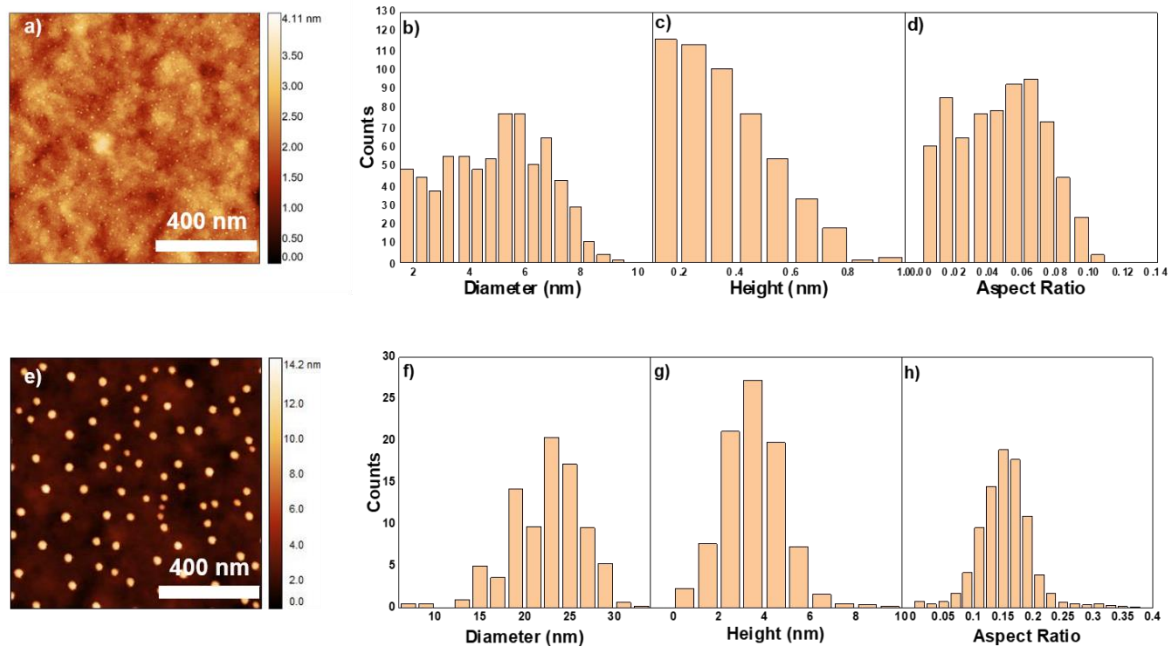 a)
4.11 nm
3.50
3.00
2.50
2.00
1.50
1.00
0.50
0.00
400 nm
Counts
130
120
110
100
90
80
70
60
50
40
30
20
10
0
b)
2 4 6 8 10
Diameter (nm)
c)
0.2 0.4 0.6 0.8 1.0
Height (nm)
d)
0.00 0.02 0.04 0.06 0.08 0.10 0.12 0.14
Aspect Ratio
e)
14.2 nm
12.0
10.0
8.0
6.0
4.0
2.0
0.0
400 nm
Counts
30
25
20
15
10
5
0
f)
10 15 20 25 30
Diameter (nm)
g)
0 2 4 6 8 10
Height (nm)
h)
0 0.05 0.1 0.15 0.2 0.25 0.3 0.35 0.4
Aspect Ratio